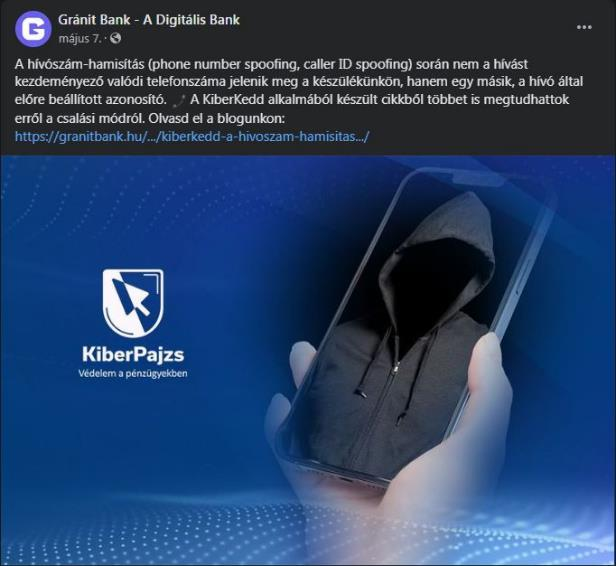 Gránit Bank - A Digitális Bank
május 7. ·
A hívószám-hamisítás (phone number spoofing, caller ID spoofing) során nem a hívást
kezdeményező valódi telefonszáma jelenik meg a készülékünkön, hanem egy másik, a hívó által
előre beállított azonosító. A KiberKedd alkalmából készült cikkből többet is megtudhattok
erről a csalási módról. Olvasd el a blogunkon:
https://granitbank.hu/.../kiberkedd-a-hivoszam-hamisitas.../
KiberPajzs
Védelem a pénzügyekben